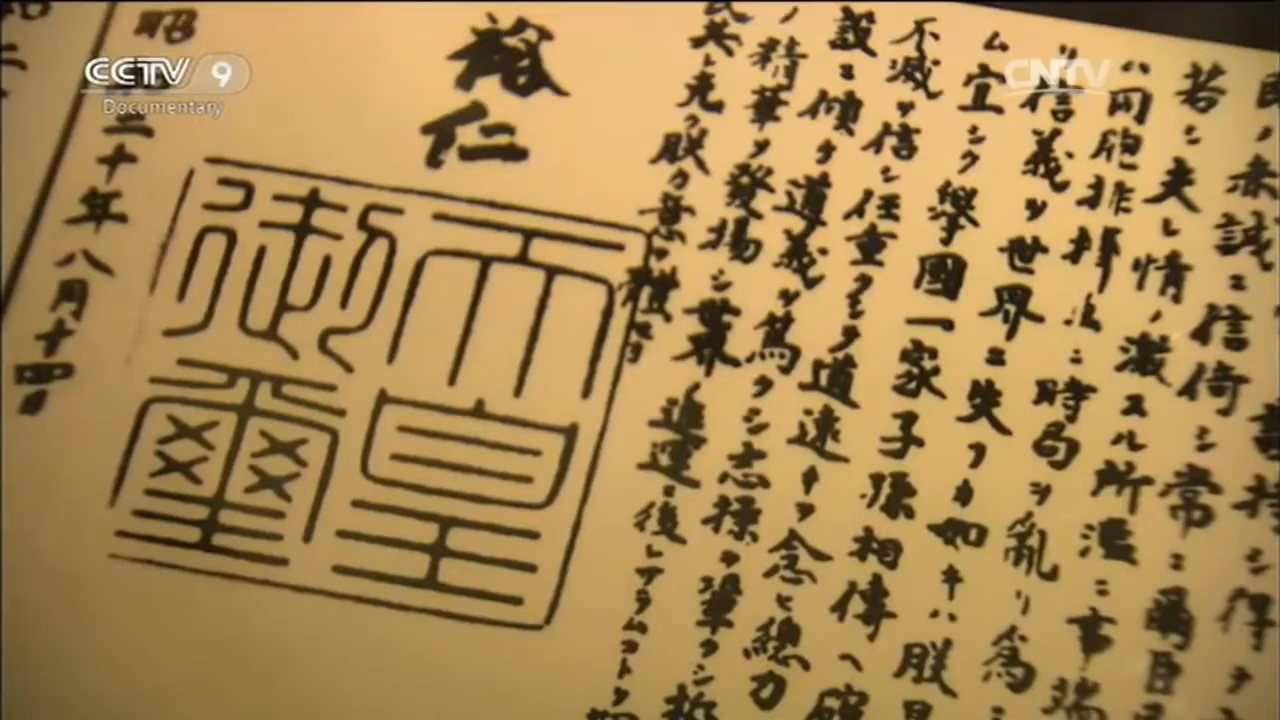 CCTV 9
Documentary
CNTV
持シ得テ
民ノ赤誠ニ信倚シ常ニ爾臣
若シ夫レ情ノ激スル所濫ニ事端
ハ同胞排擠互ニ時局ヲ亂リ爲ニ
リ信義ヲ世界ニ失フカ如キハ朕
ム宜シク擧國一家子孫相傳ヘ確
不滅ヲ信シ任重クシテ道遠キヲ念ヒ總力
設ニ傾ケ道義ヲ篤クシ志操ヲ鞏クシ誓
ノ精華ヲ發揚シ世界ノ進運ニ後レサラムコトヲ期
民其レ克ク朕カ意ヲ體セヨ
裕仁
天皇
御璽
昭和二十年八月十四日